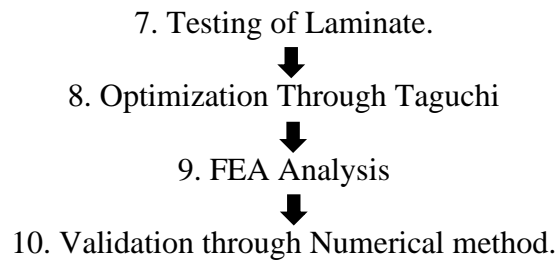 7. Testing of Laminate.
8. Optimization Through Taguchi
9. FEA Analysis
10. Validation through Numerical method.